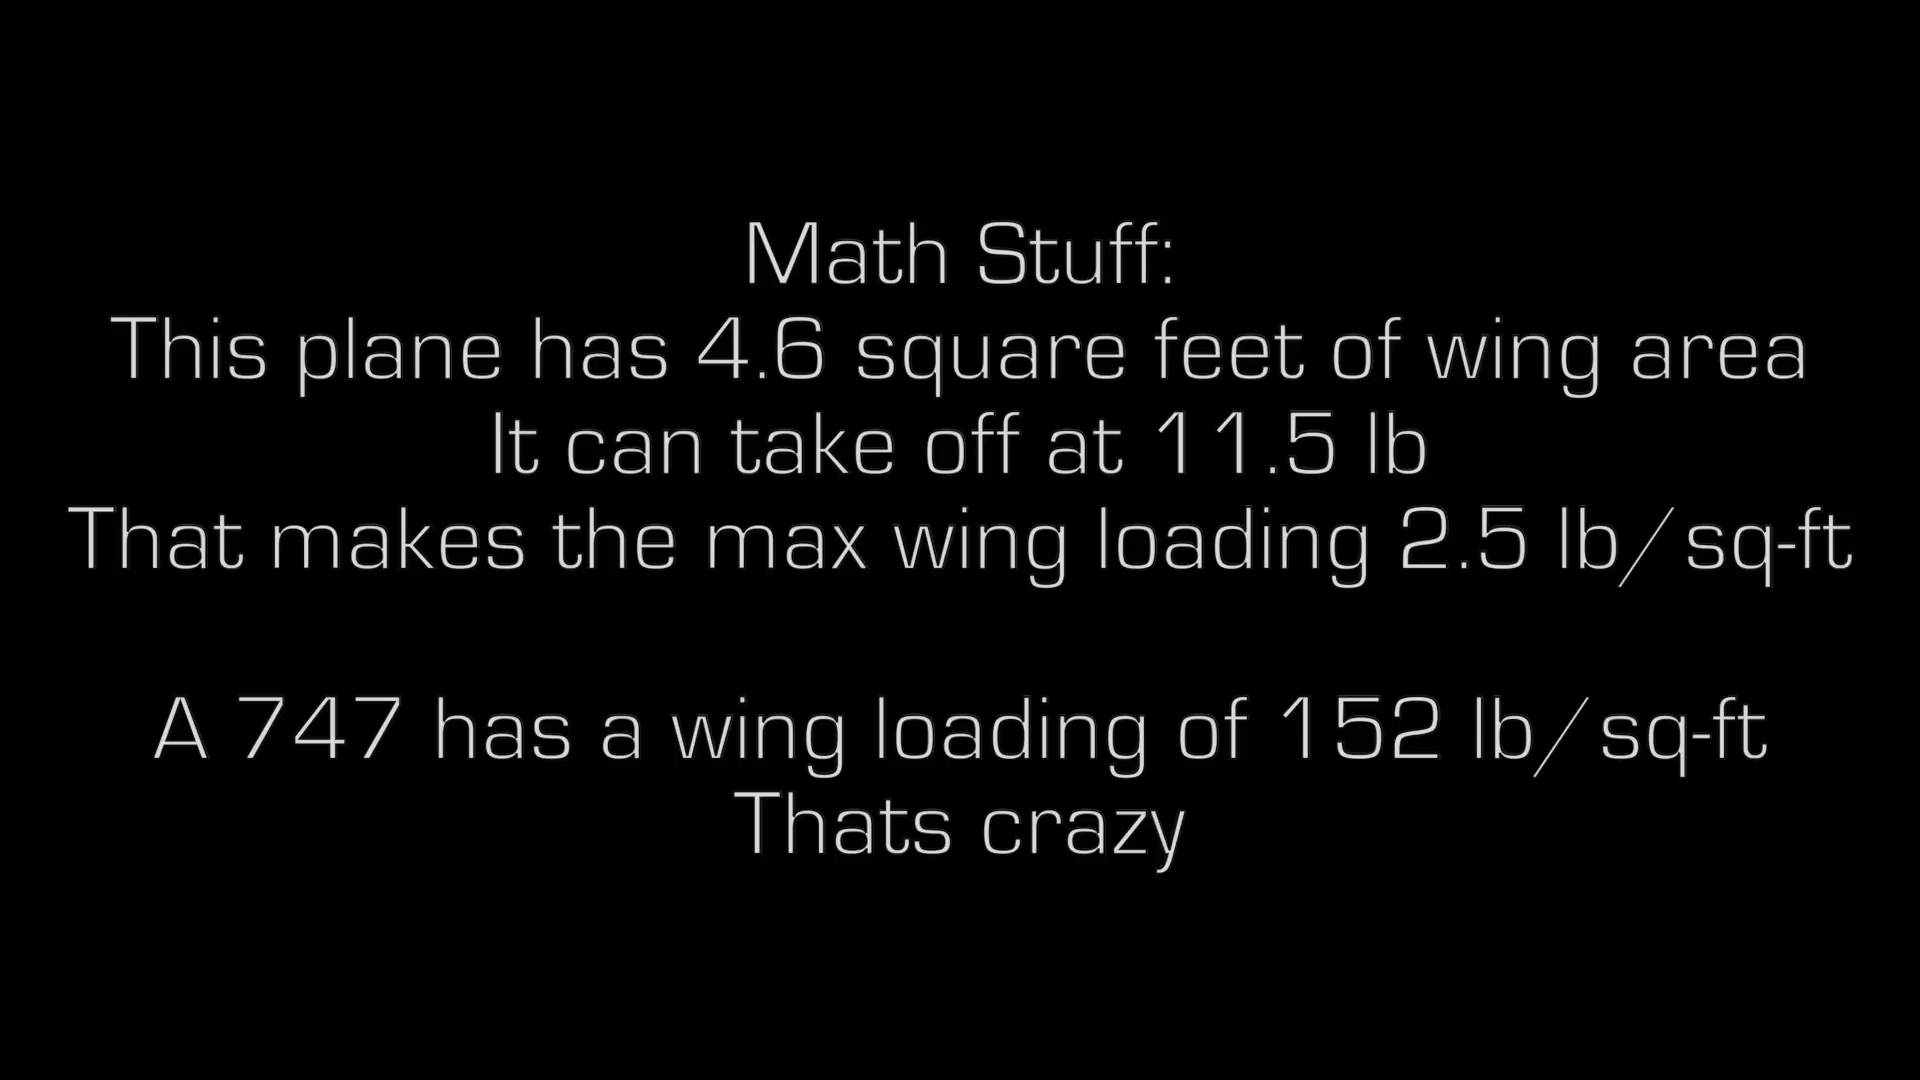 Math Stuff:
This plane has 4.6 square feet of wing area
It can take off at 11.5 lb
That makes the max wing loading 2.5 lb/sq-ft
A 747 has a wing loading of 152 lb/sq-ft
Thats crazy